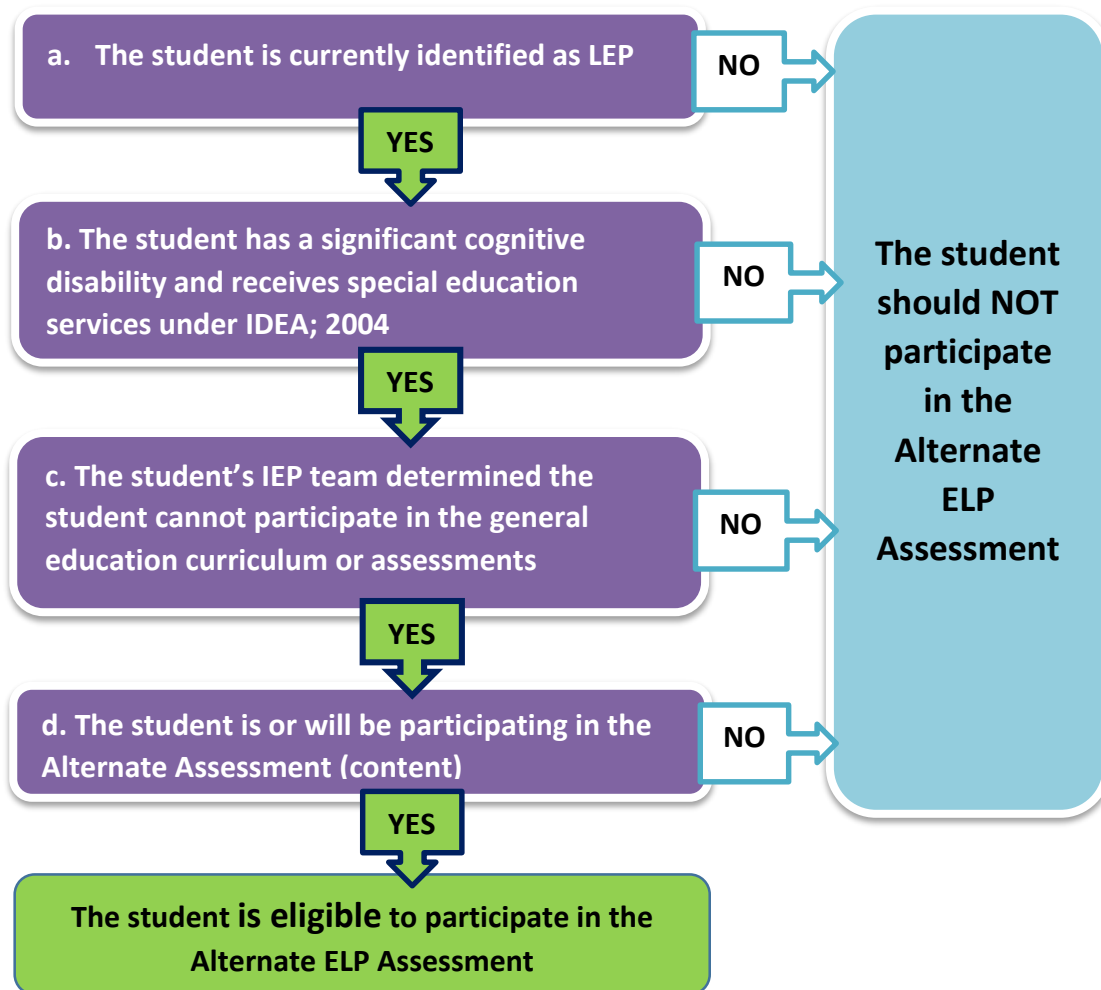 a. The student is currently identified as LEP
NO
YES
b. The student has a significant cognitive
disability and receives special education
services under IDEA; 2004
NO
YES
c. The student’s IEP team determined the
student cannot participate in the general
education curriculum or assessments
NO
YES
d. The student is or will be participating in the
Alternate Assessment (content)
NO
YES
The student is eligible to participate in the
Alternate ELP Assessment
The student
should NOT
participate
in the
Alternate
ELP
Assessment